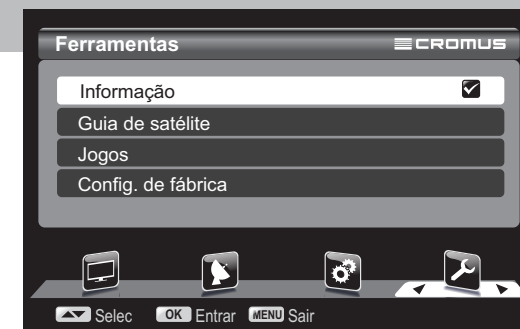 Ferramentas CROMUS
Informação
Guia de satélite
Jogos
Config. de fábrica
Selec OK Entrar MENU Sair